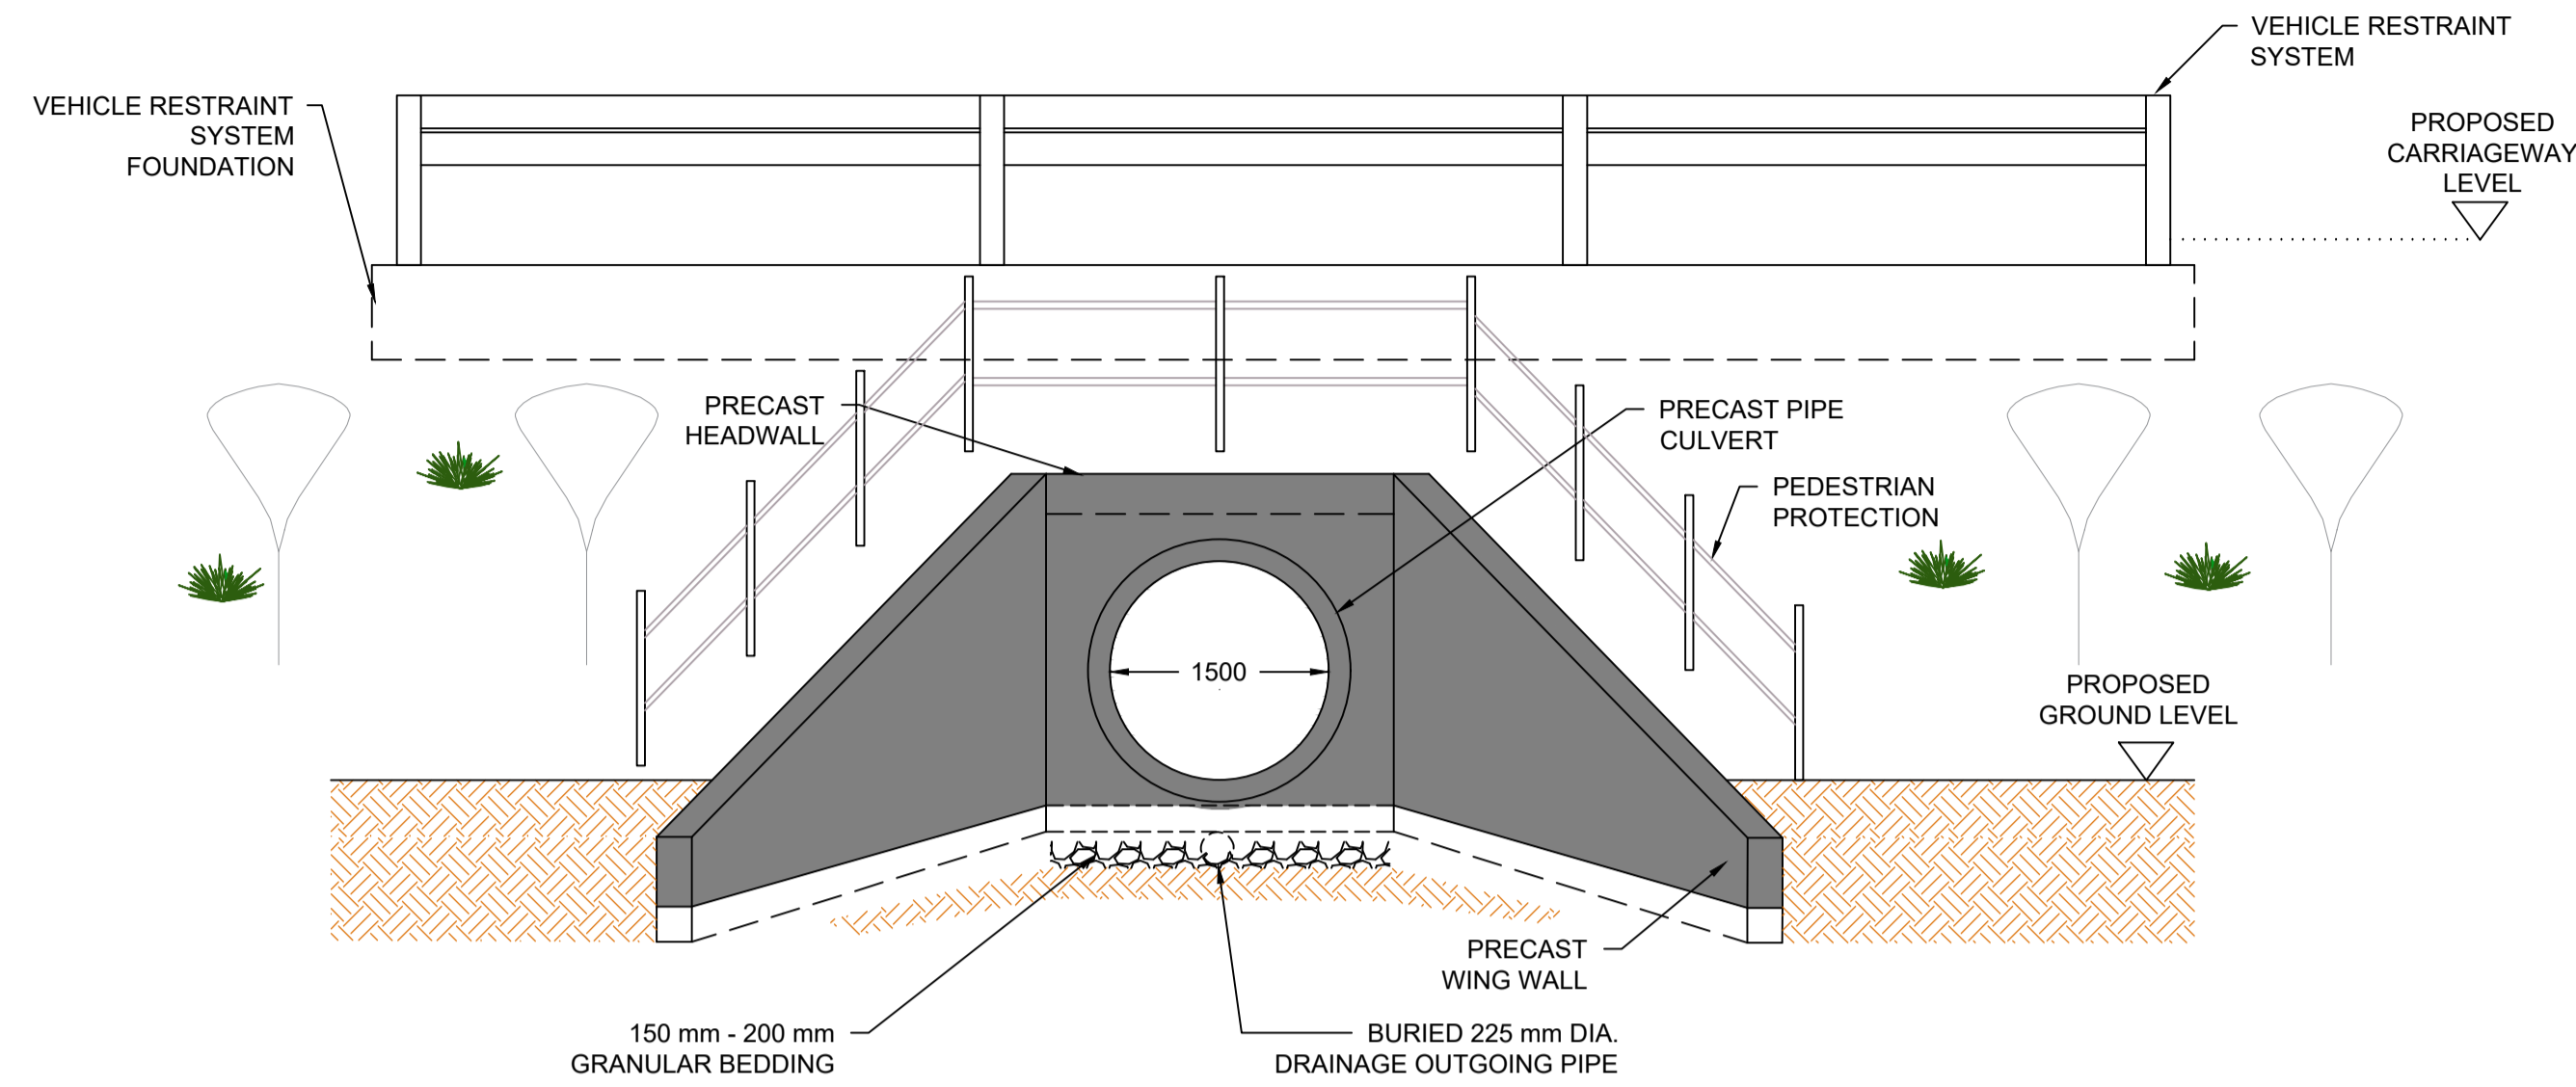 VEHICLE RESTRAINT
SYSTEM
VEHICLE RESTRAINT
SYSTEM
FOUNDATION
PROPOSED
CARRIAGEWAY
LEVEL
PRECAST
HEADWALL
PRECAST PIPE
CULVERT
PEDESTRIAN
PROTECTION
1500
PROPOSED
GROUND LEVEL
PRECAST
WING WALL
150 mm - 200 mm
GRANULAR BEDDING
BURIED 225 mm DIA.
DRAINAGE OUTGOING PIPE